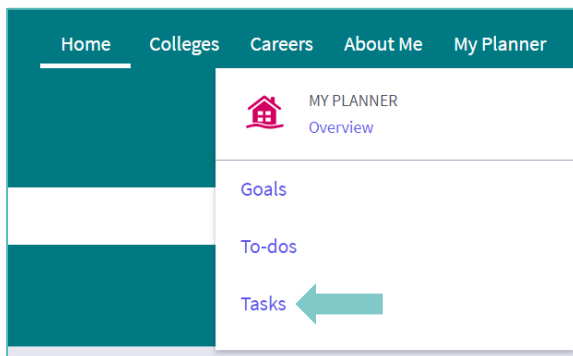 Home Colleges Careers About Me My Planner
MY PLANNER
Overview
Goals
To-dos
Tasks